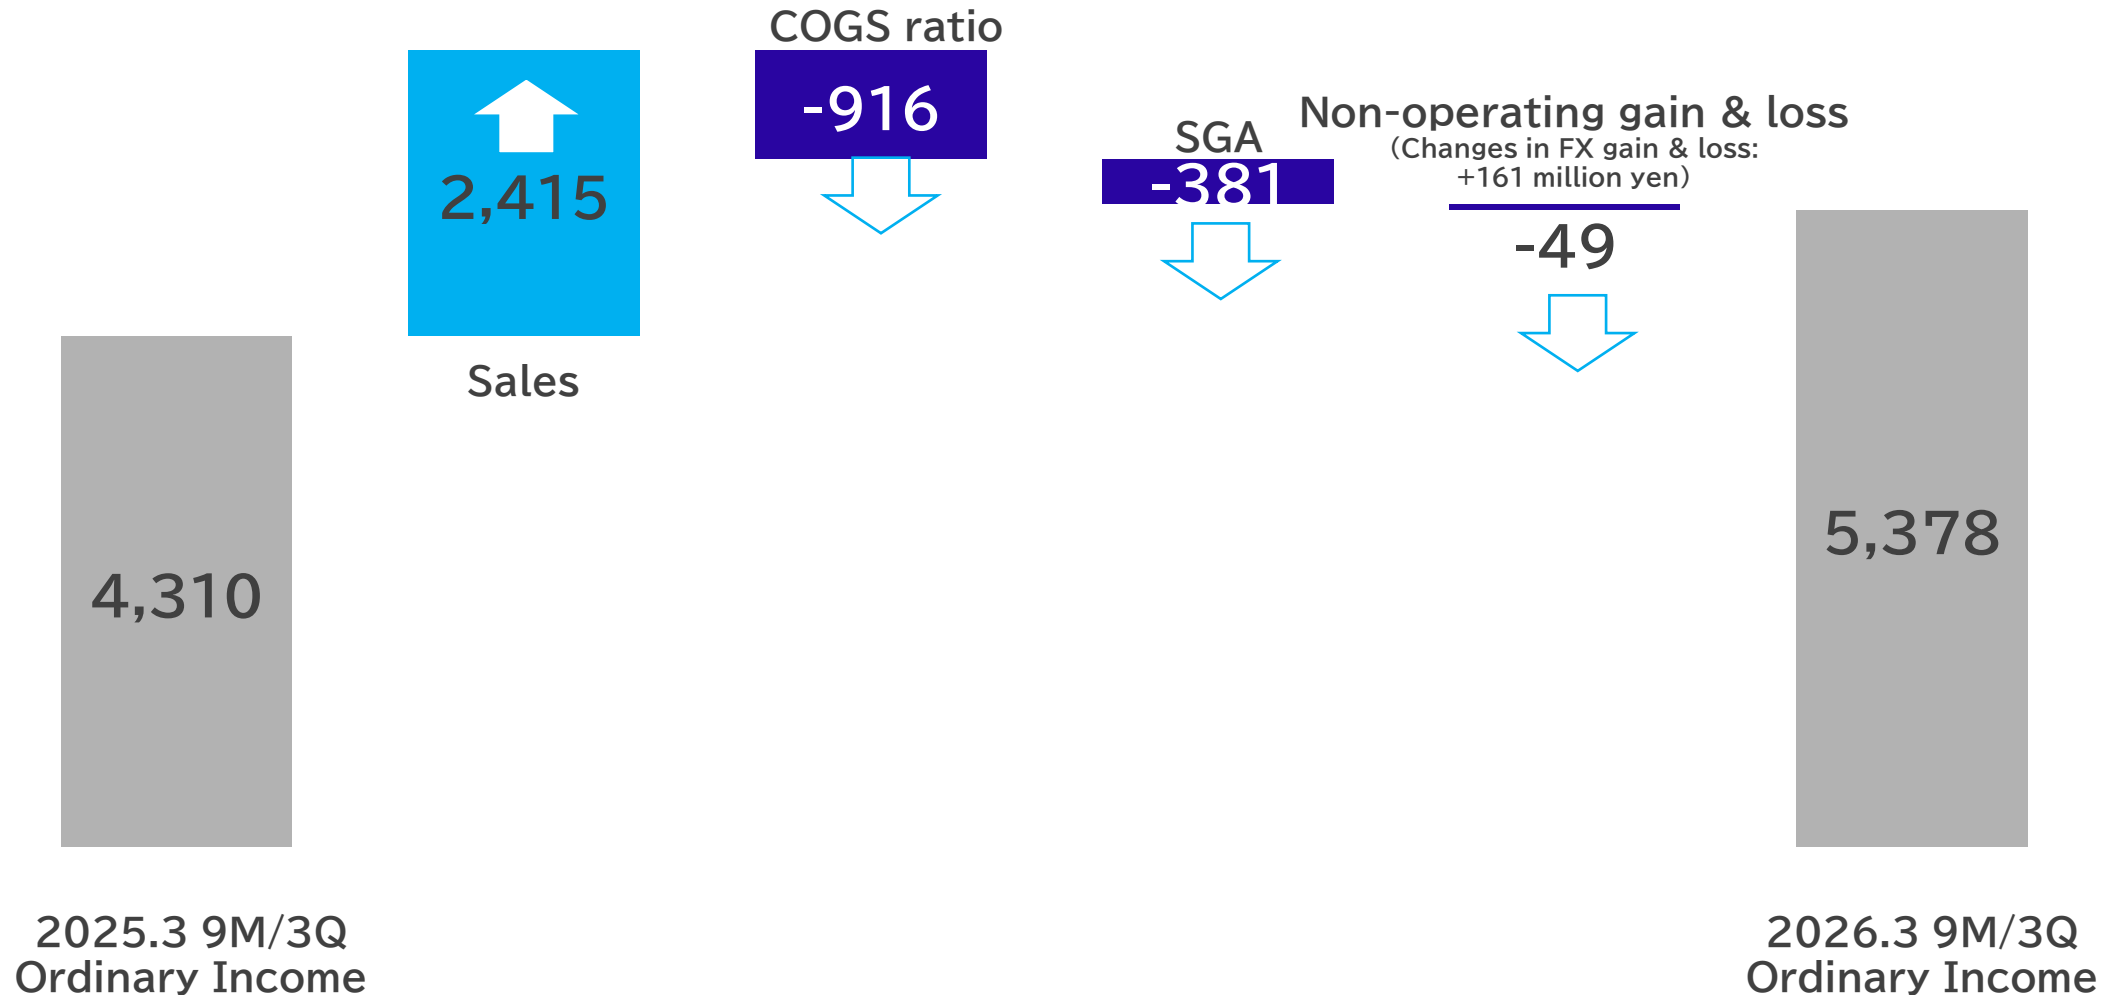 COGS ratio
-916
2,415
Sales
SGA
-381
Non-operating gain & loss
(Changes in FX gain & loss:
+161 million yen)
-49
4,310
5,378
2025.3 9M/3Q
Ordinary Income
2026.3 9M/3Q
Ordinary Income